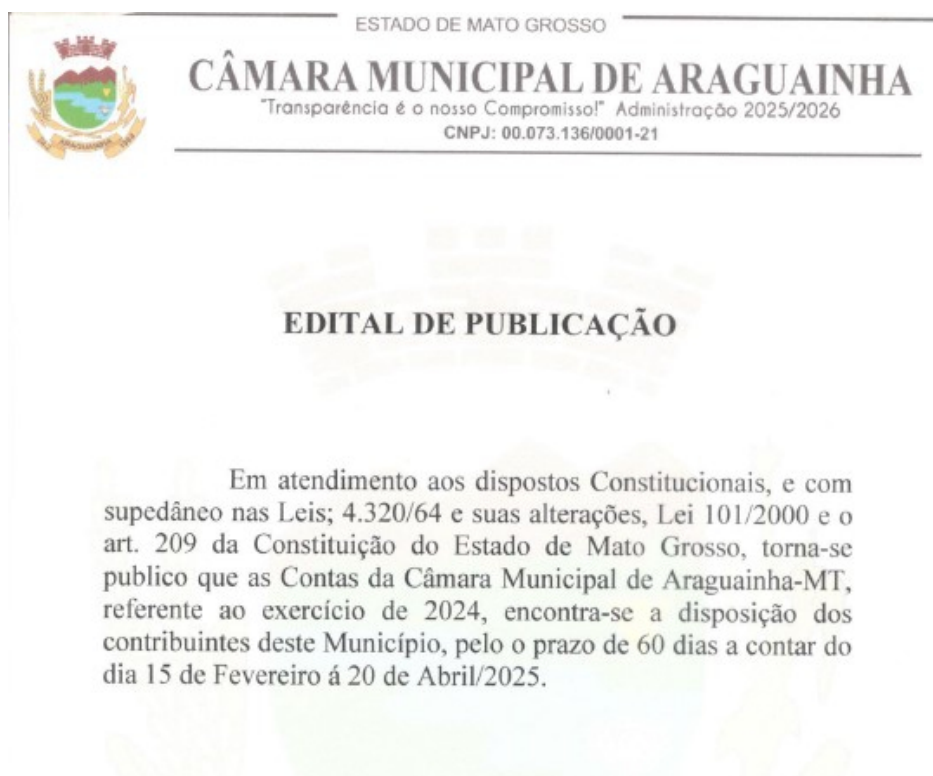 ESTADO DE MATO GROSSO
CÂMARA MUNICIPAL DE ARAGUAINHA
"Transparência é o nosso Compromisso!" Administração 2025/2026
CNPJ: 00.073.136/0001-21
ARAGUAINHA
EDITAL DE PUBLICAÇÃO
Em atendimento aos dispostos Constitucionais, e com
supedâneo nas Leis; 4.320/64 e suas alterações, Lei 101/2000 e o
art. 209 da Constituição do Estado de Mato Grosso, torna-se
publico que as Contas da Câmara Municipal de Araguainha-MT,
referente ao exercício de 2024, encontra-se a disposição dos
contribuintes deste Município, pelo o prazo de 60 dias a contar do
dia 15 de Fevereiro á 20 de Abril/2025.